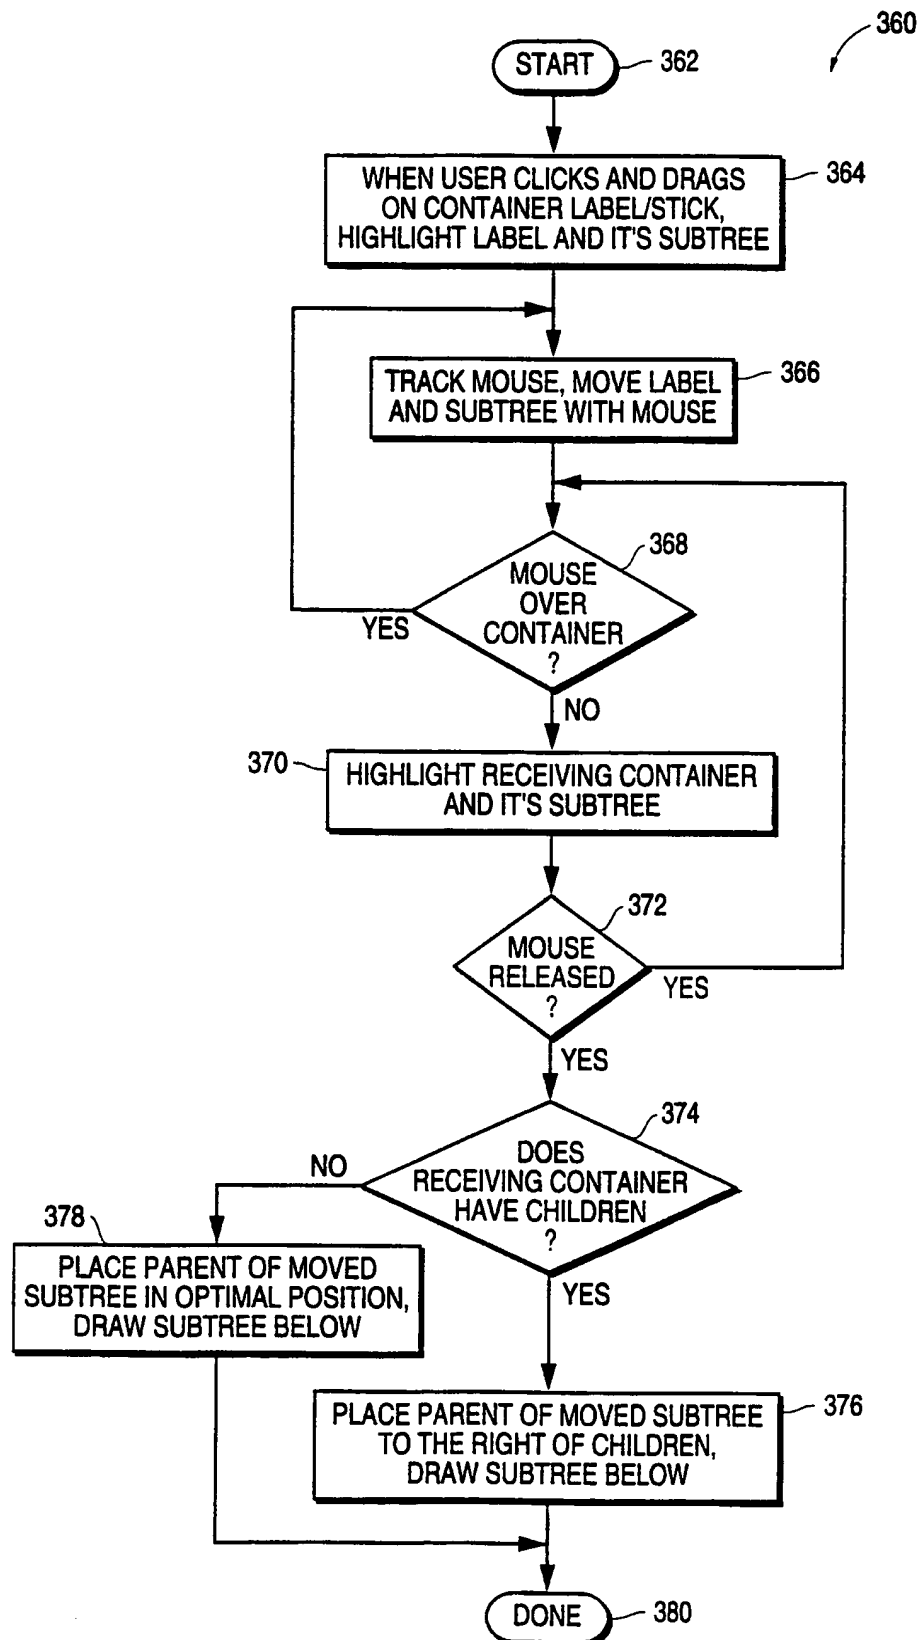 360
START
362
WHEN USER CLICKS AND DRAGS
ON CONTAINER LABEL/STICK,
HIGHLIGHT LABEL AND IT'S SUBTREE
364
TRACK MOUSE, MOVE LABEL
AND SUBTREE WITH MOUSE
366
MOUSE
OVER
CONTAINER
?
368
YES
NO
370
HIGHLIGHT RECEIVING CONTAINER
AND IT'S SUBTREE
MOUSE
RELEASED
?
372
YES
YES
DOES
RECEIVING CONTAINER
HAVE CHILDREN
?
374
NO
YES
378
PLACE PARENT OF MOVED
SUBTREE IN OPTIMAL POSITION,
DRAW SUBTREE BELOW
PLACE PARENT OF MOVED SUBTREE
TO THE RIGHT OF CHILDREN,
DRAW SUBTREE BELOW
376
DONE
380